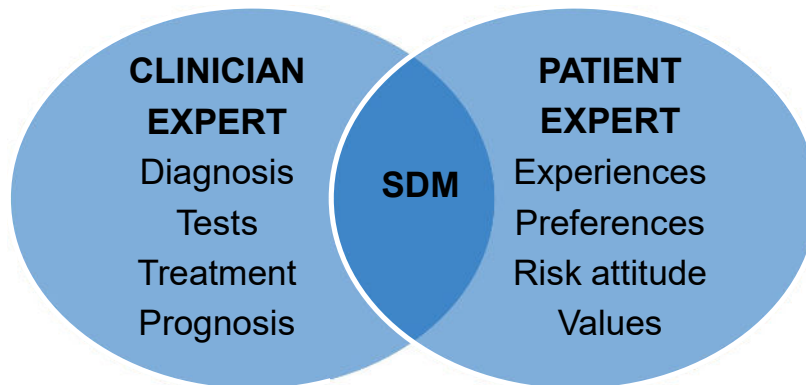 CLINICIAN
EXPERT
Diagnosis
Tests
Treatment
Prognosis
SDM
PATIENT
EXPERT
Experiences
Preferences
Risk attitude
Values